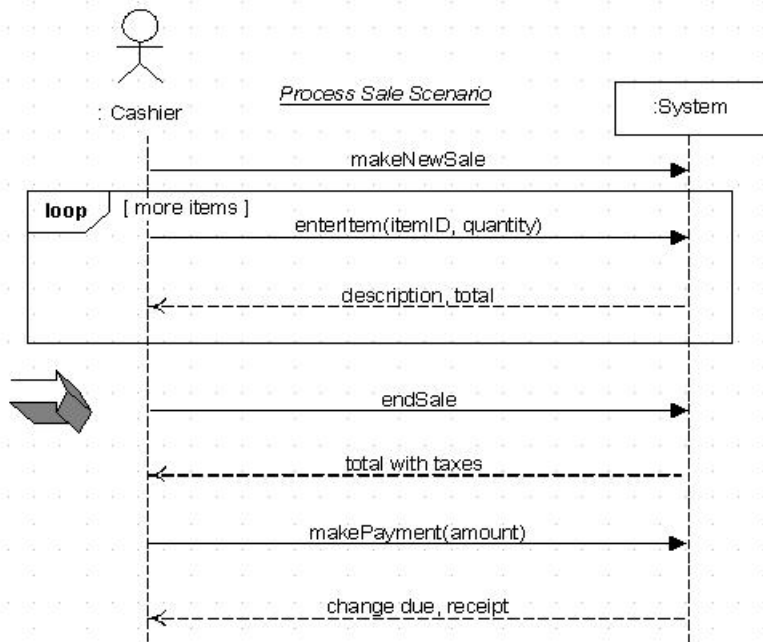 Process Sale Scenario
: Cashier
:System
makeNewSale
loop
[ more items ]
enterItem(itemID, quantity)
description, total
endSale
total with taxes
makePayment(amount)
change due, receipt